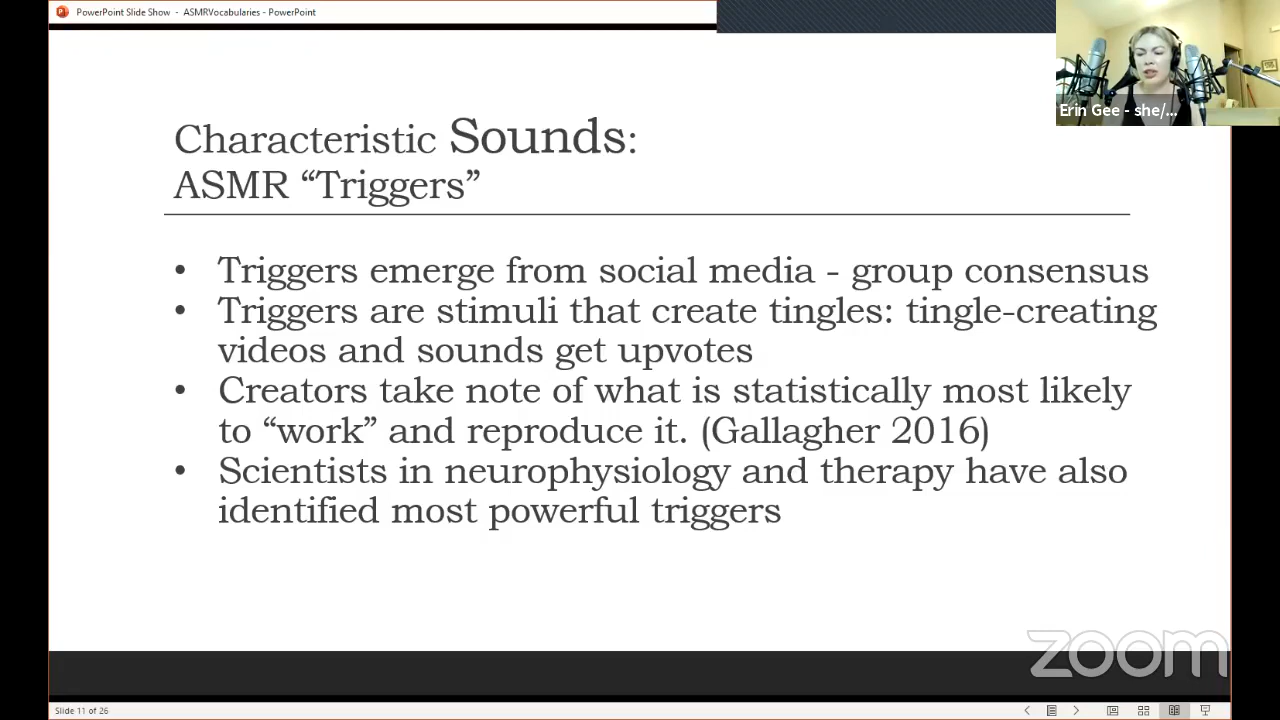 PowerPoint Slide Show - ASMRVocabularies - PowerPoint
Erin Gee - she/...
Characteristic Sounds:
ASMR “Triggers”
• Triggers emerge from social media - group consensus
• Triggers are stimuli that create tingles: tingle-creating
videos and sounds get upvotes
• Creators take note of what is statistically most likely
to “work” and reproduce it. (Gallagher 2016)
• Scientists in neurophysiology and therapy have also
identified most powerful triggers
zoom
Slide 11 of 26